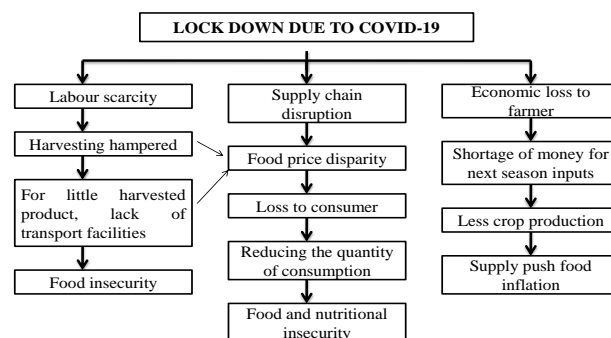 LOCK DOWN DUE TO COVID-19
Labour scarcity
Harvesting hampered
For little harvested
product, lack of
transport facilities
Food insecurity
Supply chain
disruption
Food price disparity
Loss to consumer
Reducing the quantity
of consumption
Food and nutritional
insecurity
Economic loss to
farmer
Shortage of money for
next season inputs
Less crop production
Supply push food
inflation